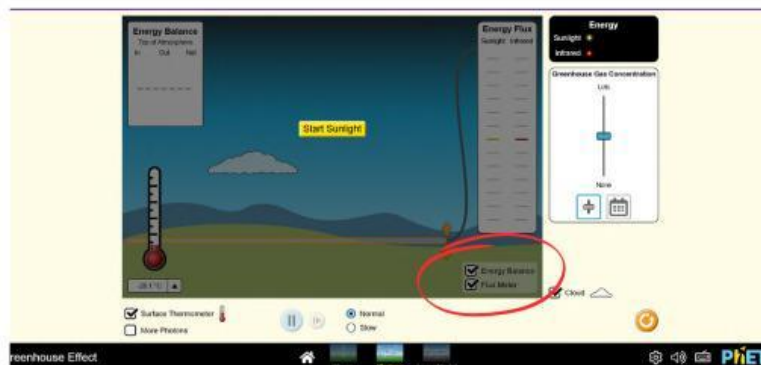 Energy Balance
Top of Atmosphere
In Out Net
Energy Flux
Sunlight Infrared
Start Sunlight
Energy
Sunlight
Infrared
Greenhouse Gas Concentration
Lots
None
Energy Balance
Flux Meter
Cloud
Surface Thermometer
More Photons
Normal
Slow
reenhouse Effect
PhET